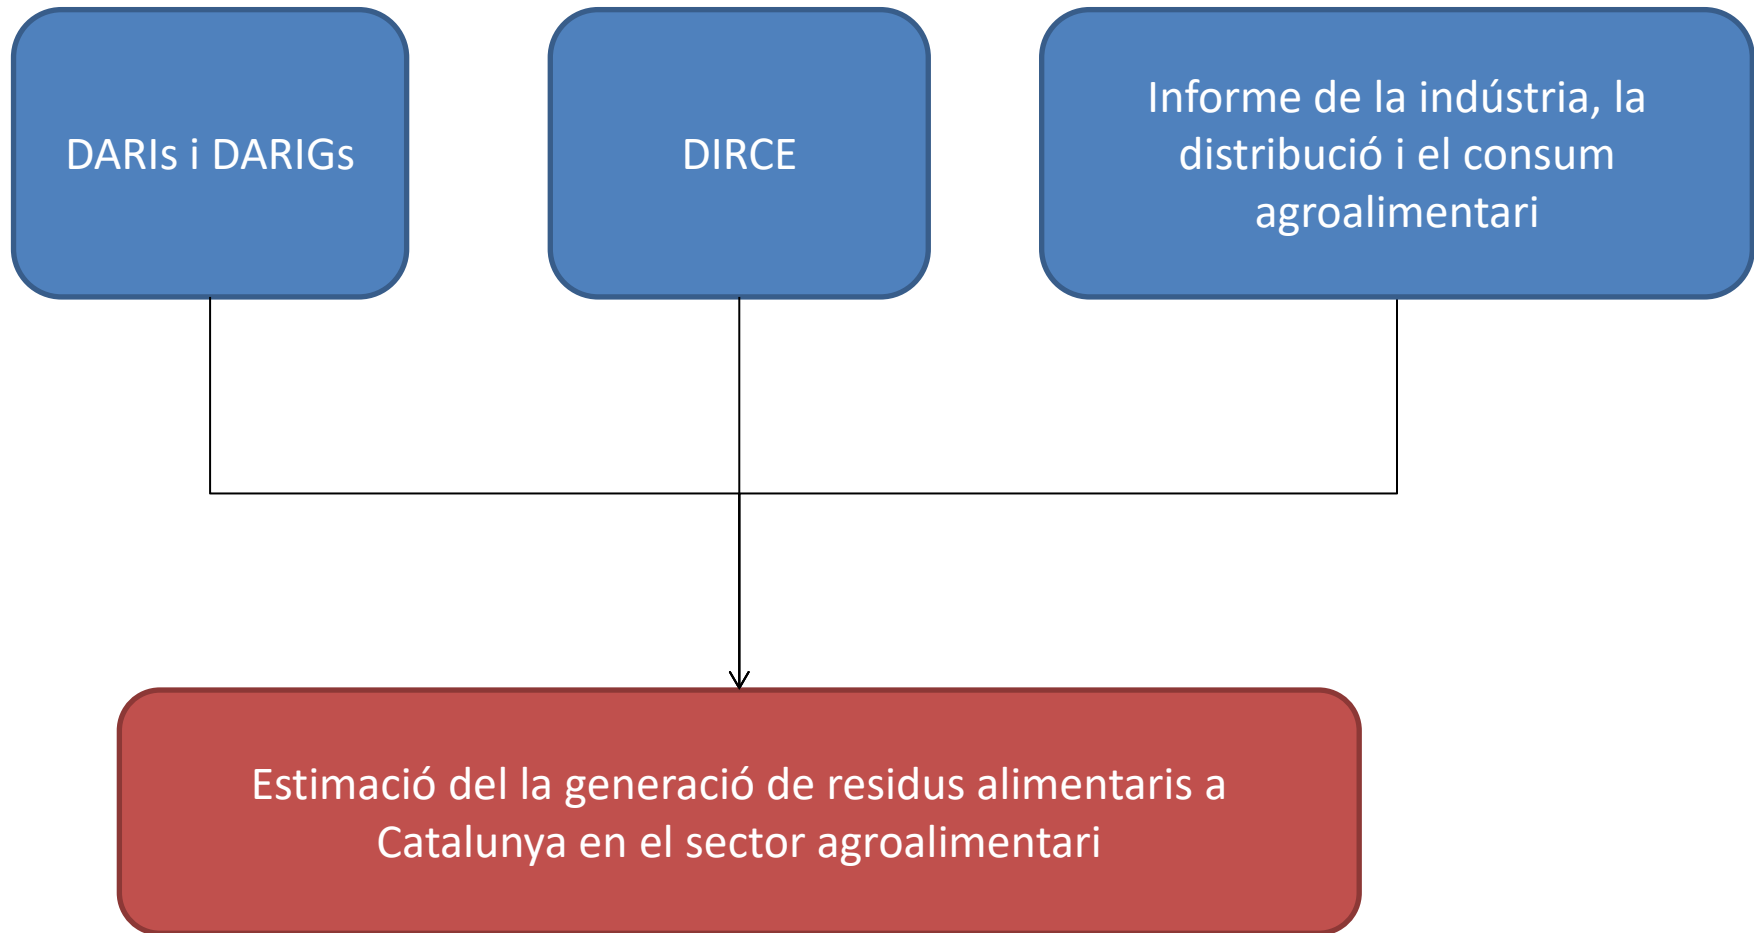 DARIs i DARIGs
DIRCE
Informe de la indústria, la
distribució i el consum
agroalimentari
Estimació del la generació de residus alimentaris a
Catalunya en el sector agroalimentari